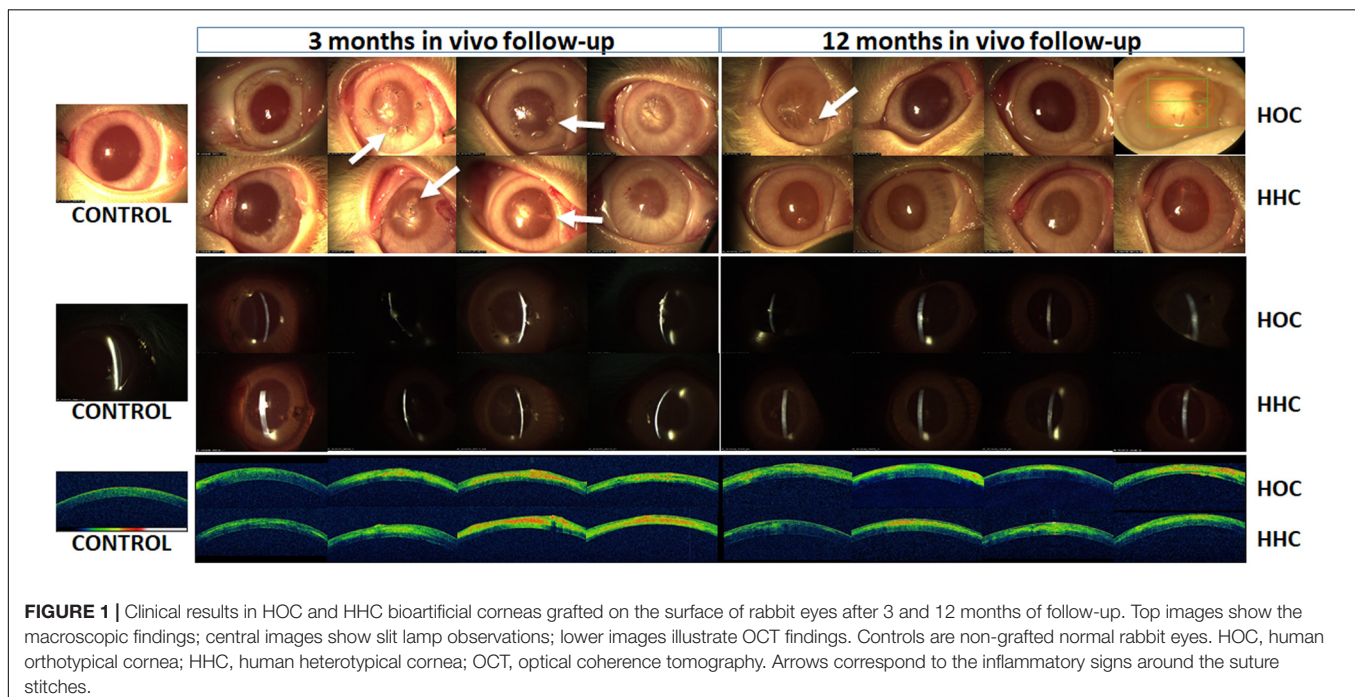 3 months in vivo follow-up
12 months in vivo follow-up
HOC
CONTROL
HHC
HOC
CONTROL
HHC
HOC
CONTROL
HHC
FIGURE 1 | Clinical results in HOC and HHC bioartificial corneas grafted on the surface of rabbit eyes after 3 and 12 months of follow-up. Top images show the
macroscopic findings; central images show slit lamp observations; lower images illustrate OCT findings. Controls are non-grafted normal rabbit eyes. HOC, human
orthotypical cornea; HHC, human heterotypical cornea; OCT, optical coherence tomography. Arrows correspond to the inflammatory signs around the suture
stitches.